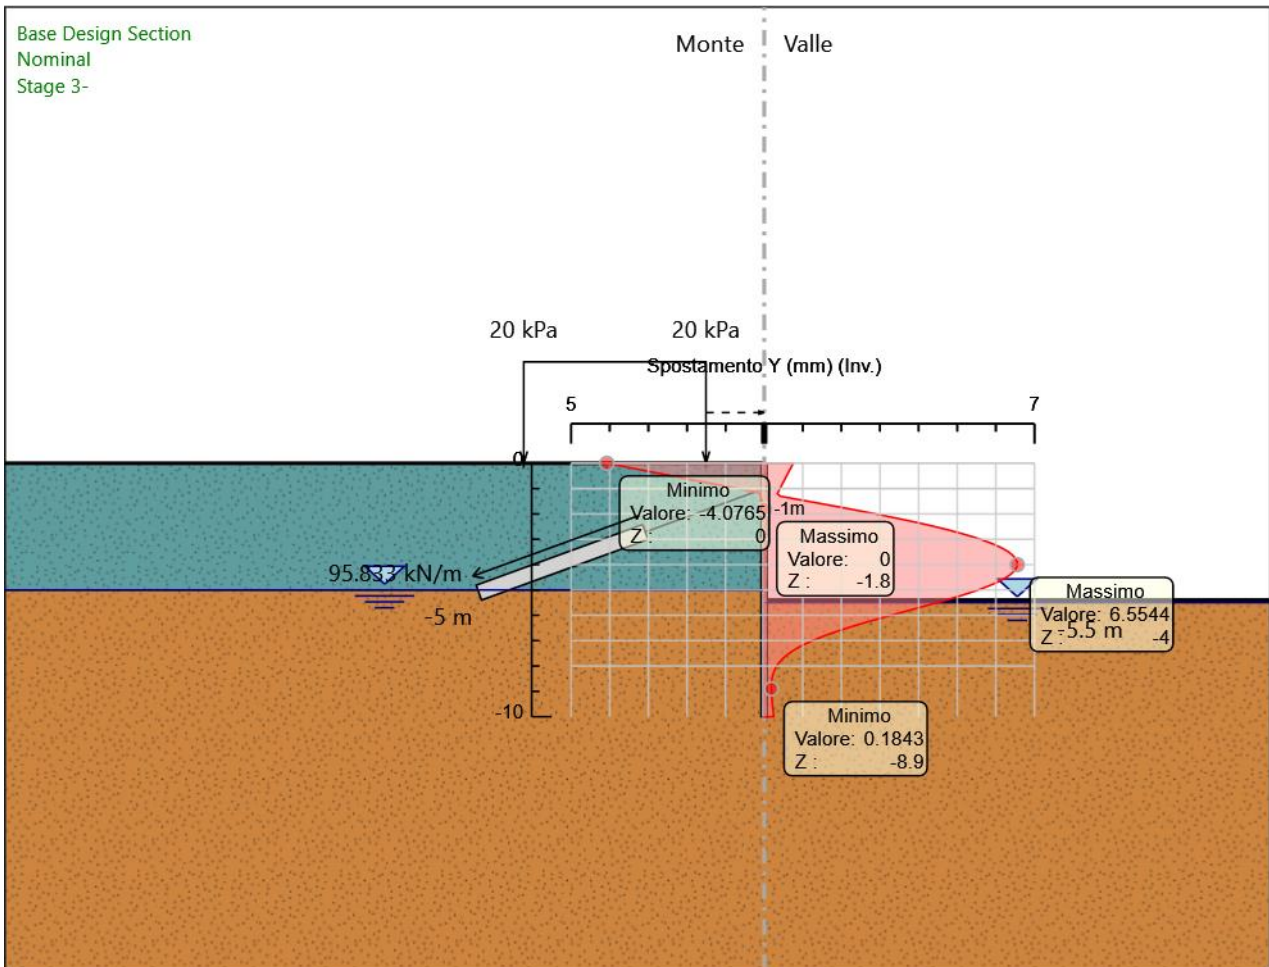 Base Design Section
Nominal
Stage 3-
Monte
Valle
20 kPa
20 kPa
Spostamento Y (mm) (Inv.)
5
7
0
Minimo
Valore: -4.0765
Z : 0
-1m
Massimo
Valore: 0
Z : -1.8
95.833 kN/m
-5 m
Massimo
Valore: 6.5544
Z : -4
-5.5 m
-10
Minimo
Valore: 0.1843
Z : -8.9